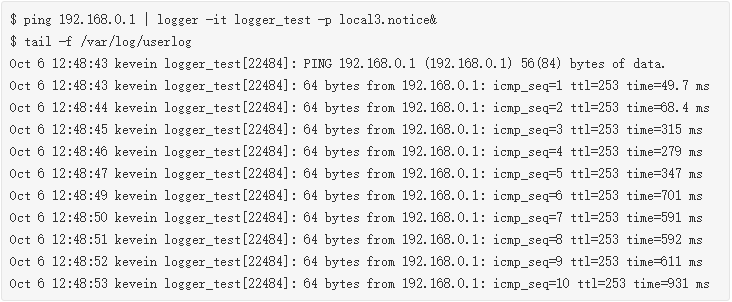 $ ping 192.168.0.1 | logger -it logger_test -p local3.notice&
$ tail -f /var/log/userlog
Oct 6 12:48:43 kevein logger_test[22484]: PING 192.168.0.1 (192.168.0.1) 56(84) bytes of data.
Oct 6 12:48:43 kevein logger_test[22484]: 64 bytes from 192.168.0.1: icmp_seq=1 ttl=253 time=49.7 ms
Oct 6 12:48:44 kevein logger_test[22484]: 64 bytes from 192.168.0.1: icmp_seq=2 ttl=253 time=68.4 ms
Oct 6 12:48:45 kevein logger_test[22484]: 64 bytes from 192.168.0.1: icmp_seq=3 ttl=253 time=315 ms
Oct 6 12:48:46 kevein logger_test[22484]: 64 bytes from 192.168.0.1: icmp_seq=4 ttl=253 time=279 ms
Oct 6 12:48:47 kevein logger_test[22484]: 64 bytes from 192.168.0.1: icmp_seq=5 ttl=253 time=347 ms
Oct 6 12:48:49 kevein logger_test[22484]: 64 bytes from 192.168.0.1: icmp_seq=6 ttl=253 time=701 ms
Oct 6 12:48:50 kevein logger_test[22484]: 64 bytes from 192.168.0.1: icmp_seq=7 ttl=253 time=591 ms
Oct 6 12:48:51 kevein logger_test[22484]: 64 bytes from 192.168.0.1: icmp_seq=8 ttl=253 time=592 ms
Oct 6 12:48:52 kevein logger_test[22484]: 64 bytes from 192.168.0.1: icmp_seq=9 ttl=253 time=611 ms
Oct 6 12:48:53 kevein logger_test[22484]: 64 bytes from 192.168.0.1: icmp_seq=10 ttl=253 time=931 ms